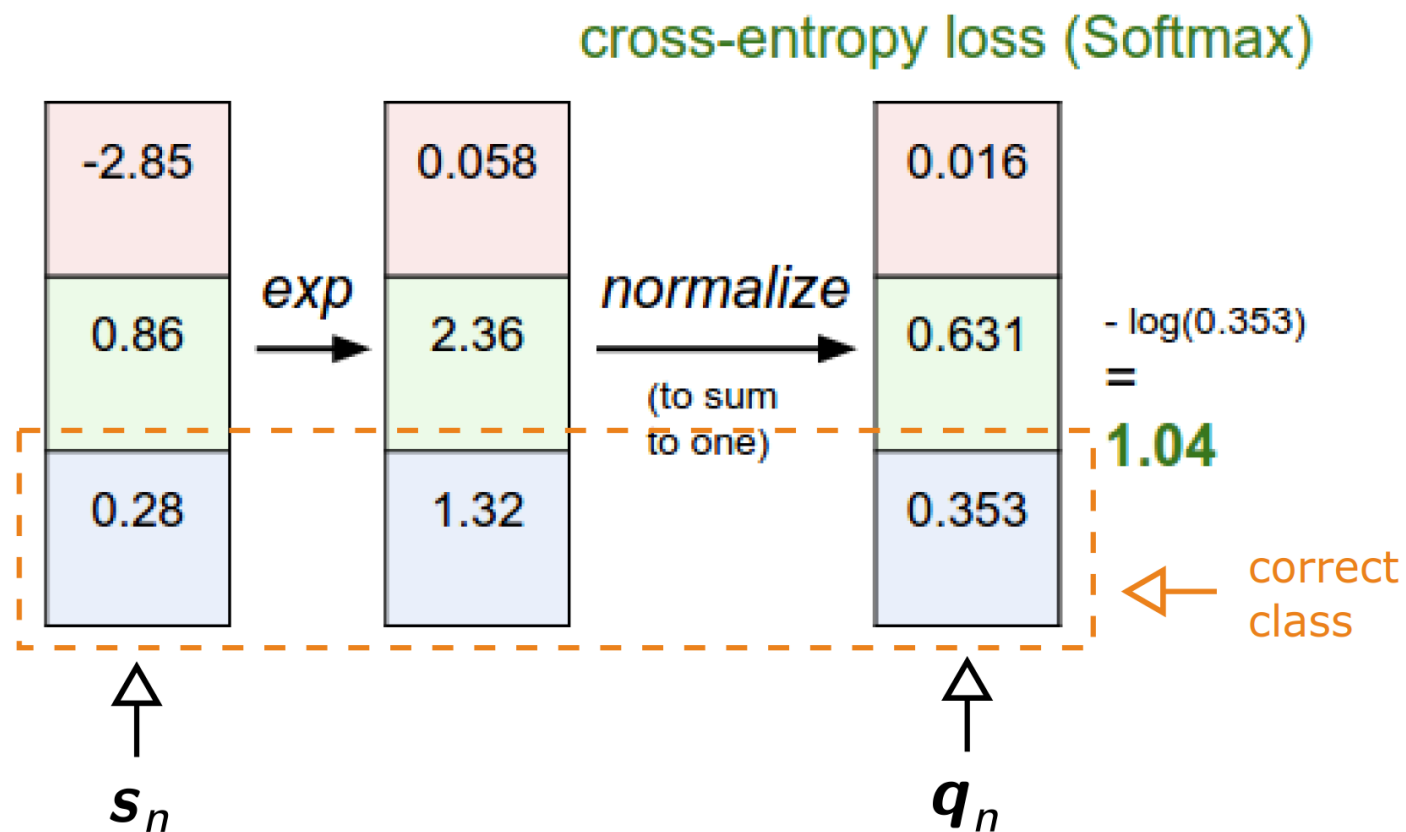 cross-entropy loss (Softmax)
-2.85
0.058
0.016
exp
normalize
0.86
2.36
0.631
- log(0.353)
=
(to sum
to one)
1.04
0.28
1.32
0.353
correct
class
s n
q n